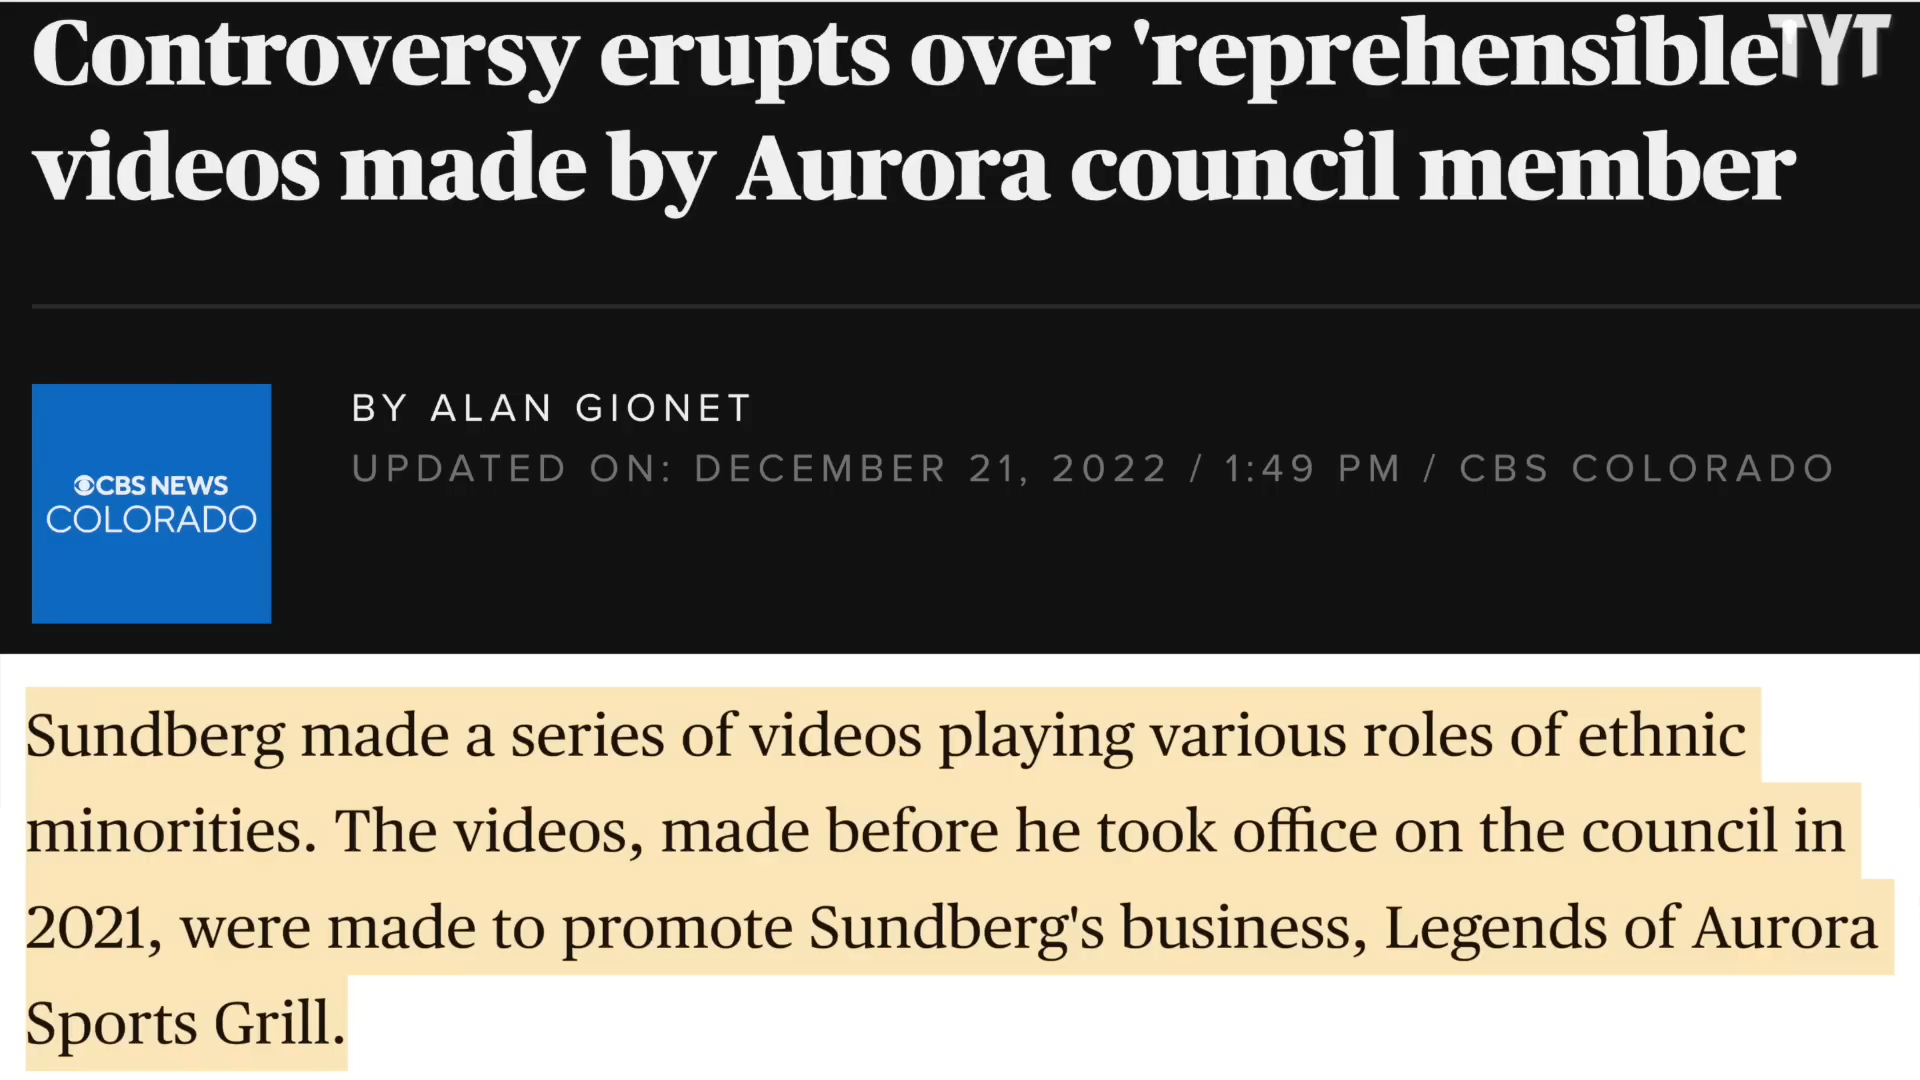 Controversy erupts over 'reprehensible'
TYT
videos made by Aurora council member
CBS NEWS
COLORADO
BY ALAN GIONET
UPDATED ON: DECEMBER 21, 2022 / 1:49 PM / CBS COLORADO
Sundberg made a series of videos playing various roles of ethnic
minorities. The videos, made before he took office on the council in
2021, were made to promote Sundberg's business, Legends of Aurora
Sports Grill.